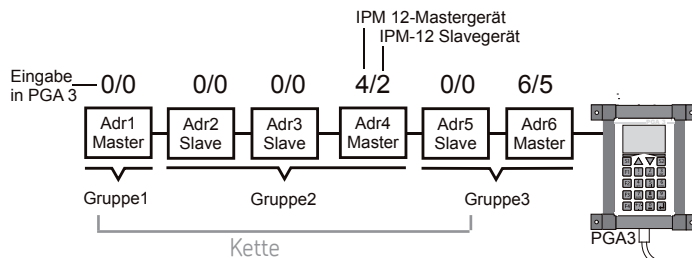 IPM 12-Mastergerät
IPM-12 Slavegerät
Eingabe
in PGA 3
0/0 0/0 0/0 4/2 0/0 6/5
Adr1
Master
Adr2
Slave
Adr3
Slave
Adr4
Master
Adr5
Slave
Adr6
Master
Gruppe1 Gruppe2 Gruppe3
PGA3
Kette